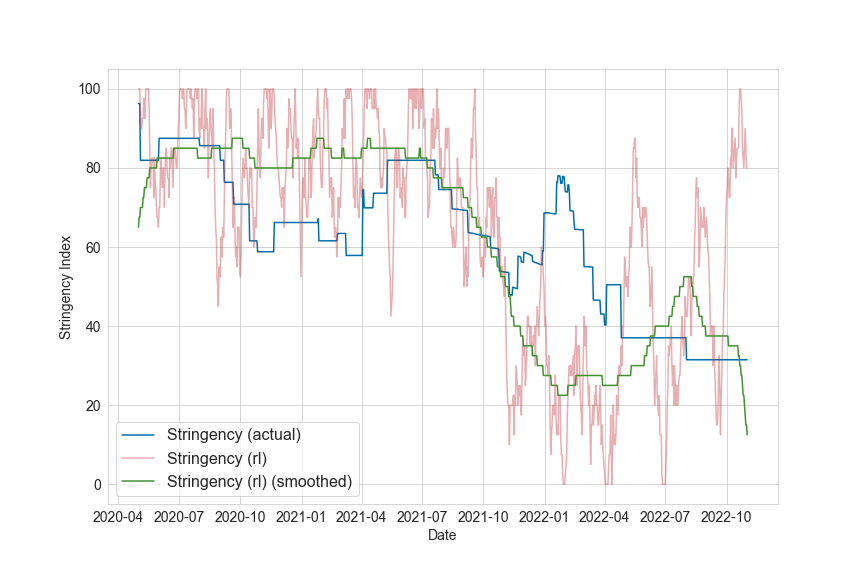 100
80
60
40
20
0
Stringency Index
Stringency (actual)
Stringency (rl)
Stringency (rl) (smoothed)
2020-04 2020-07 2020-10 2021-01 2021-04 2021-07 2021-10 2022-01 2022-04 2022-07 2022-10
Date